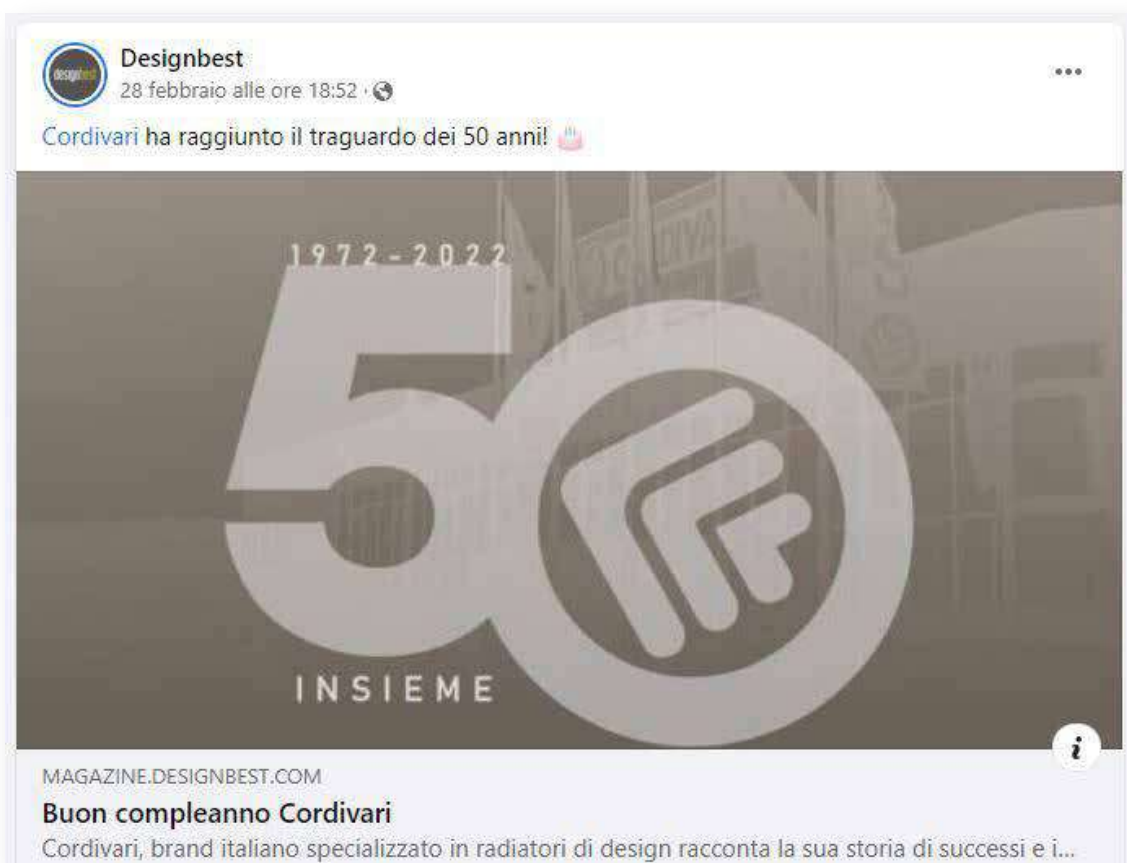 Designbest
designbest
28 febbraio alle ore 18:52 ·
Cordivari ha raggiunto il traguardo dei 50 anni!
1972-2022
50
INSIEME
i
MAGAZINE.DESIGNBEST.COM
Buon compleanno Cordivari
Cordivari, brand italiano specializzato in radiatori di design racconta la sua storia di successi e i...